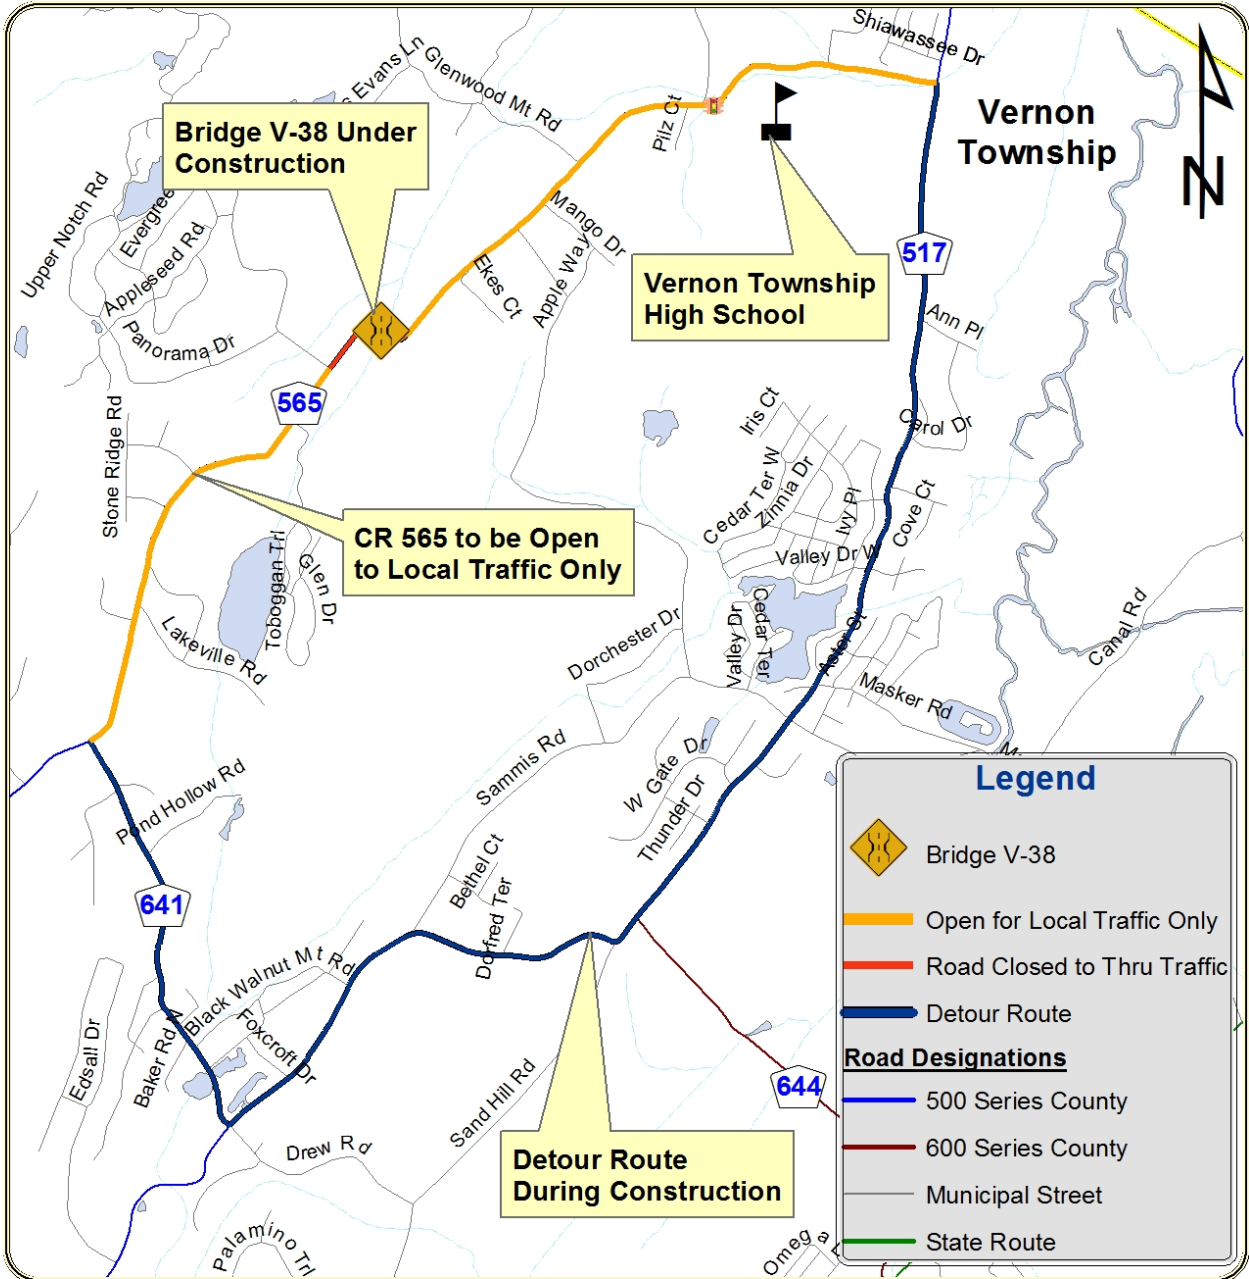 Shiawassee Dr
s Evans Ln
Glenwood Mt Rd
Pilz Ct
Vernon
Township
N
Bridge V-38 Under
Construction
Upper Notch Rd
Evergree
Appleseed Rd
Panorama Dr
Mango Dr
Apple Way
Ekes Ct
517
Vernon Township
High School
Ann Pl
565
Stone Ridge Rd
Iris Ct
Carol Dr
Cedar Ter W
Zinnia Dr
Ivy Pl
Cove Ct
Valley Dr W
CR 565 to be Open
to Local Traffic Only
Toboggan Trl
Glen Dr
Lakeville Rd
Dorchester Dr
Valley Dr
Cedar Ter
Aster St
Canal Rd
Masker Rd
M
Sammis Rd
W Gate Dr
Thunder Dr
Pond Hollow Rd
641
Bethel Ct
Dorfred Ter
Black Walnut Mt Rd
Foxcroft Dr
Baker Rd N
Edsall Dr
Sand Hill Rd
Drew Rd
Palamino Trl
644
Omega D
Detour Route
During Construction
Legend
Bridge V-38
Open for Local Traffic Only
Road Closed to Thru Traffic
Detour Route
Road Designations
500 Series County
600 Series County
Municipal Street
State Route